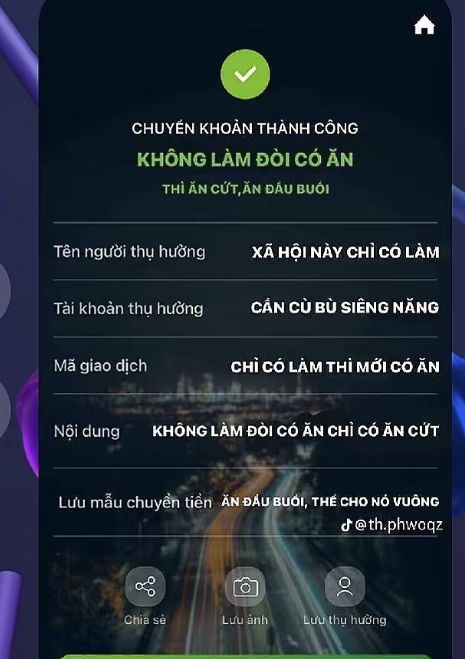 CHUYỂN KHOẢN THÀNH CÔNG
KHÔNG LÀM ĐÒI CÓ ĂN
THÌ ĂN CỨT,ĂN ĐẦU BUÒI
Tên người thụ hưởng XÃ HỘI NÀY CHỈ CÓ LÀM
Tài khoản thụ hưởng CẦN CÙ BÙ SIÊNG NĂNG
Mã giao dịch CHỈ CÓ LÀM THÌ MỚI CÓ ĂN
Nội dung KHÔNG LÀM ĐÒI CÓ ĂN CHỈ CÓ ĂN CỨT
Lưu mẫu chuyển tiền ĂN ĐẦU BUÒI, THẾ CHO NÓ VUÔNG
@th.phwoqz
Chia sẻ Lưu ảnh Lưu thụ hưởng